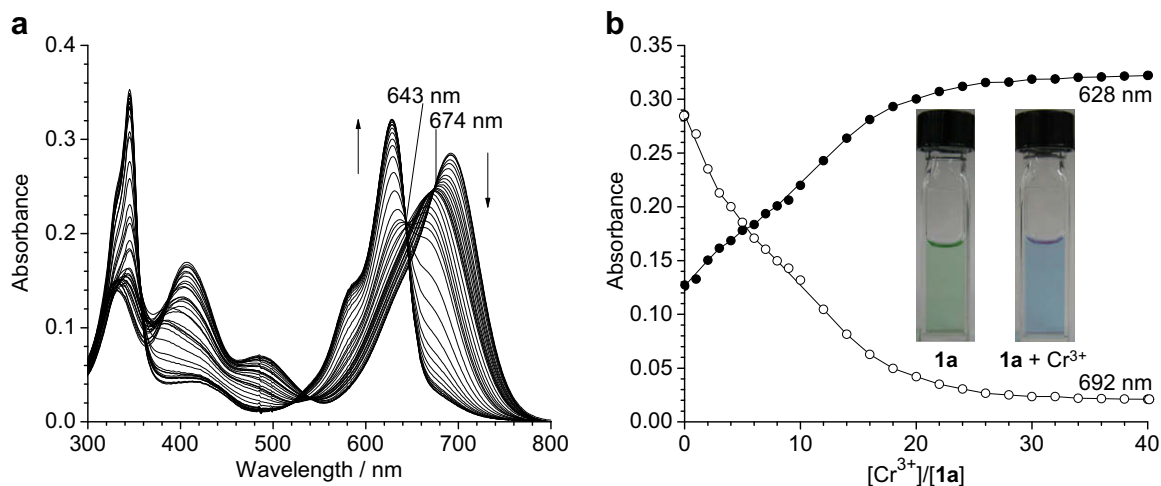 a
0.4
643 nm
674 nm
0.3
0.2
0.1
0.0
Absorbance
300 400 500 600 700 800
Wavelength / nm
b
0.35
0.30
0.25
0.20
0.15
0.10
0.05
0.00
Absorbance
628 nm
1a 1a + Cr³⁺
692 nm
0 10 20 30 40
[Cr³⁺]/[1a]